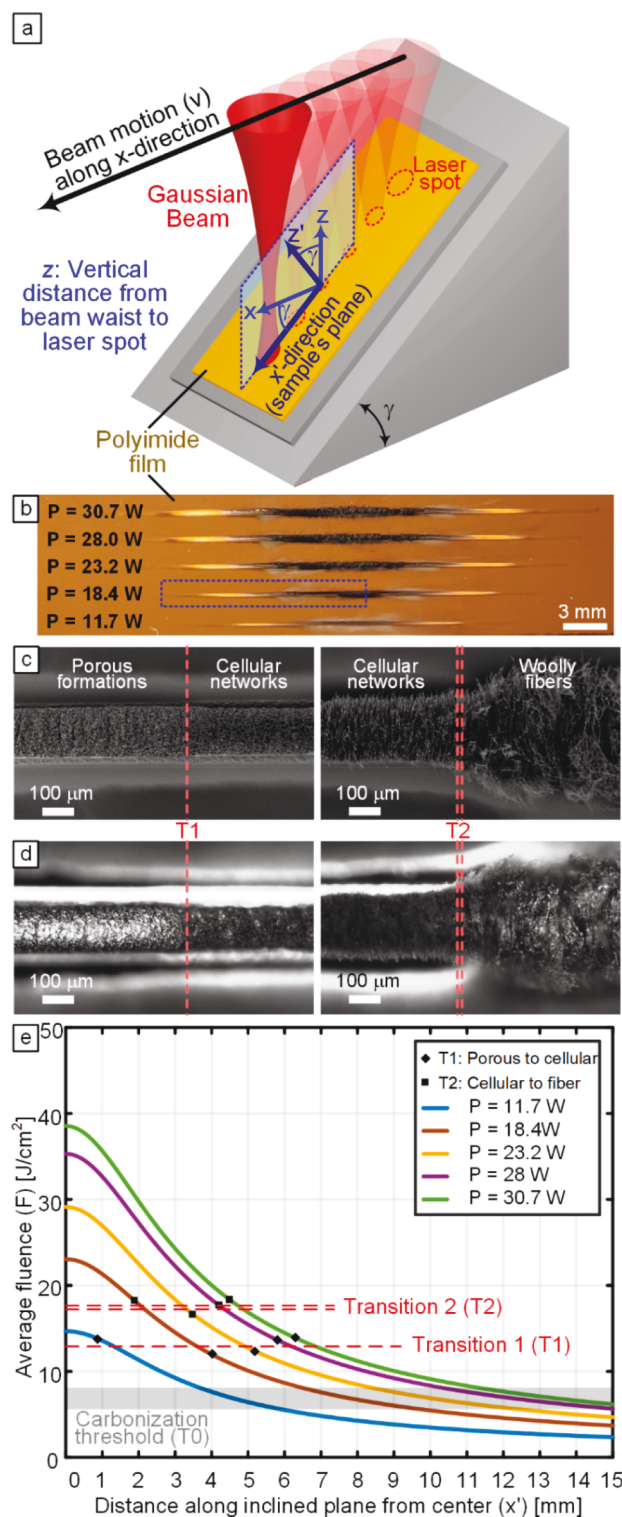 a
Beam motion (v)
along x-direction
Gaussian
Beam
Laser
spot
z: Vertical
distance from
beam waist to
laser spot
z'
z
γ
x
γ
x'-direction
(sample's plane)
γ
Polyimide
film
b
P = 30.7 W
P = 28.0 W
P = 23.2 W
P = 18.4 W
P = 11.7 W
3 mm
c
Porous
formations
Cellular
networks
Cellular
networks
Woolly
fibers
100 μm
100 μm
T1
T2
d
100 μm
100 μm
e
50
40
30
20
10
0
Average fluence (F) [J/cm²]
T1: Porous to cellular
T2: Cellular to fiber
P = 11.7 W
P = 18.4W
P = 23.2 W
P = 28 W
P = 30.7 W
Transition 2 (T2)
Transition 1 (T1)
Carbonization
threshold (T0)
0 1 2 3 4 5 6 7 8 9 10 11 12 13 14 15
Distance along inclined plane from center (x') [mm]